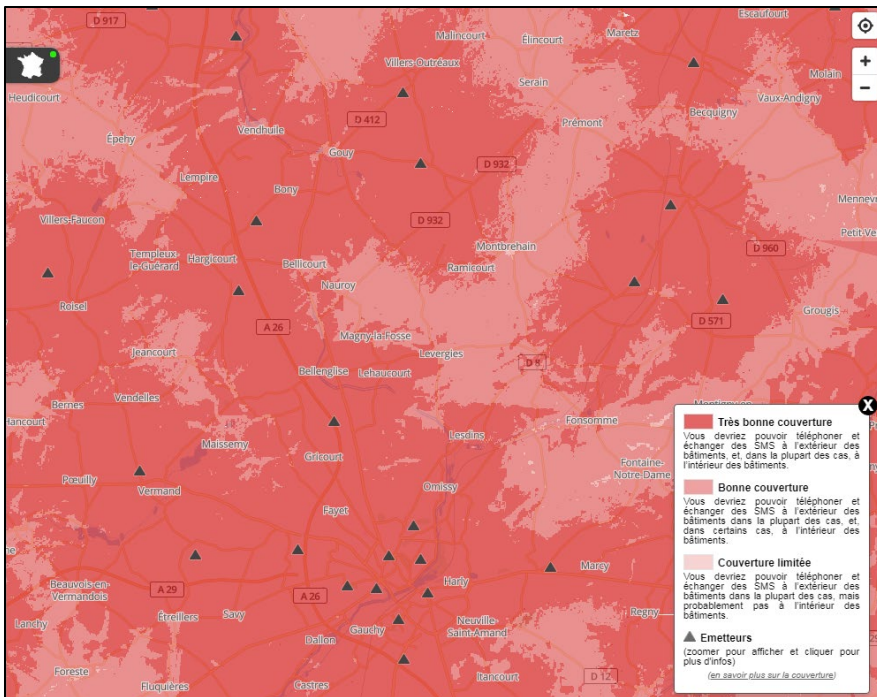 D 917
Malincourt
Élincourt
Maretz
Escaufourt
+
−
Villers-Outréaux
Serain
Molain
Heudicourt
Vaux-Andigny
Becquigny
D 412
Prémont
Épehy
Vendhuile
Gouy
D 932
Lempire
Bony
Villers-Faucon
D 932
Petit-Ve
Templeux-
le-Guérard
Hargicourt
Bellicourt
Montbrehain
D 960
Ramicourt
Nauroy
Roisel
A 26
Magny-la-Fosse
D 571
Grougis
Jeancourt
Levergies
D 8
Bellenglise
Lehaucourt
Vendelles
Bernes
Hancourt
Maissemy
Lesdins
Fonsomme
Gricourt
Fontaine-
Notre-Dame
Pœuilly
Vermand
Omissy
Fayet
Beauvois-en-
Vermandois
A 29
A 26
Harly
Marcy
Étreillers
Savy
Regny
Lanchy
Gauchy
Neuville-
Saint-Amand
Dallon
Foreste
Fluquières
Castres
Itancourt
D 12
X
Très bonne couverture
Vous devriez pouvoir téléphoner et
échanger des SMS à l'extérieur des
bâtiments, et, dans la plupart des cas, à
l'intérieur des bâtiments.
Bonne couverture
Vous devriez pouvoir téléphoner et
échanger des SMS à l'extérieur des
bâtiments dans la plupart des cas, et,
dans certains cas, à l'intérieur des
bâtiments.
Couverture limitée
Vous devriez pouvoir téléphoner et
échanger des SMS à l'extérieur des
bâtiments dans la plupart des cas, mais
probablement pas à l'intérieur des
bâtiments.
Emetteurs
(zoomer pour afficher et cliquer pour
plus d'infos)
(en savoir plus sur la couverture)